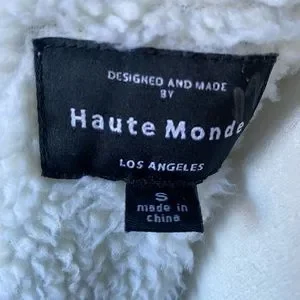 DESIGNED AND MADE
BY
Haute Monde
LOS ANGELES
S
made in
china